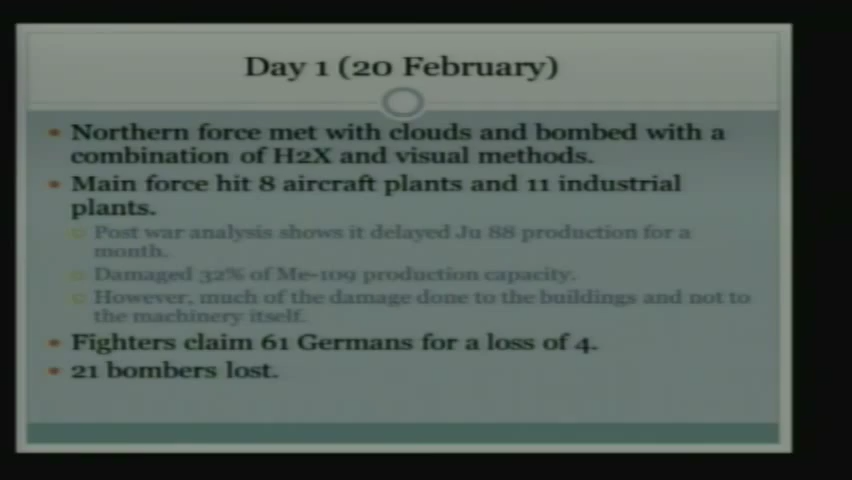 Day 1 (20 February)
Northern force met with clouds and bombed with a
combination of H2X and visual methods.
Main force hit 8 aircraft plants and 11 industrial
plants.
Post war analysis shows it delayed Ju 88 production for a
month.
Damaged 32% of Me-109 production capacity.
However, much of the damage done to the buildings and not to
the machinery itself.
Fighters claim 61 Germans for a loss of 4.
21 bombers lost.